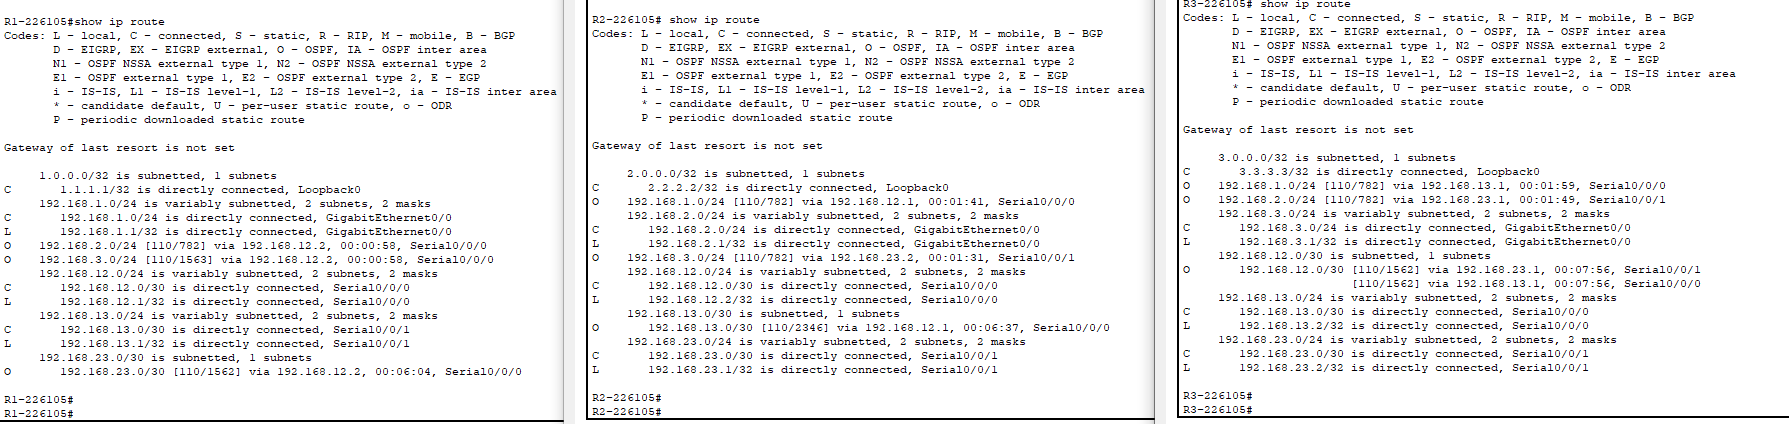 R1-226105#show ip route
Codes: L - local, C - connected, S - static, R - RIP, M - mobile, B - BGP
D - EIGRP, EX - EIGRP external, O - OSPF, IA - OSPF inter area
N1 - OSPF NSSA external type 1, N2 - OSPF NSSA external type 2
E1 - OSPF external type 1, E2 - OSPF external type 2, E - EGP
i - IS-IS, L1 - IS-IS level-1, L2 - IS-IS level-2, ia - IS-IS inter area
* - candidate default, U - per-user static route, o - ODR
P - periodic downloaded static route
Gateway of last resort is not set
1.0.0.0/32 is subnetted, 1 subnets
C 1.1.1.1/32 is directly connected, Loopback0
192.168.1.0/24 is variably subnetted, 2 subnets, 2 masks
C 192.168.1.0/24 is directly connected, GigabitEthernet0/0
L 192.168.1.1/32 is directly connected, GigabitEthernet0/0
O 192.168.2.0/24 [110/782] via 192.168.12.2, 00:00:58, Serial0/0/0
O 192.168.3.0/24 [110/1563] via 192.168.12.2, 00:00:58, Serial0/0/0
192.168.12.0/24 is variably subnetted, 2 subnets, 2 masks
C 192.168.12.0/30 is directly connected, Serial0/0/0
L 192.168.12.1/32 is directly connected, Serial0/0/0
192.168.13.0/24 is variably subnetted, 2 subnets, 2 masks
C 192.168.13.0/30 is directly connected, Serial0/0/1
L 192.168.13.1/32 is directly connected, Serial0/0/1
192.168.23.0/30 is subnetted, 1 subnets
O 192.168.23.0/30 [110/1562] via 192.168.12.2, 00:06:04, Serial0/0/0
R1-226105#
R1-226105#
R2-226105# show ip route
Codes: L - local, C - connected, S - static, R - RIP, M - mobile, B - BGP
D - EIGRP, EX - EIGRP external, O - OSPF, IA - OSPF inter area
N1 - OSPF NSSA external type 1, N2 - OSPF NSSA external type 2
E1 - OSPF external type 1, E2 - OSPF external type 2, E - EGP
i - IS-IS, L1 - IS-IS level-1, L2 - IS-IS level-2, ia - IS-IS inter area
* - candidate default, U - per-user static route, o - ODR
P - periodic downloaded static route
Gateway of last resort is not set
2.0.0.0/32 is subnetted, 1 subnets
C 2.2.2.2/32 is directly connected, Loopback0
O 192.168.1.0/24 [110/782] via 192.168.12.1, 00:01:41, Serial0/0/0
192.168.2.0/24 is variably subnetted, 2 subnets, 2 masks
C 192.168.2.0/24 is directly connected, GigabitEthernet0/0
L 192.168.2.1/32 is directly connected, GigabitEthernet0/0
O 192.168.3.0/24 [110/782] via 192.168.23.2, 00:01:31, Serial0/0/1
192.168.12.0/24 is variably subnetted, 2 subnets, 2 masks
C 192.168.12.0/30 is directly connected, Serial0/0/0
L 192.168.12.2/32 is directly connected, Serial0/0/0
192.168.13.0/30 is subnetted, 1 subnets
O 192.168.13.0/30 [110/2346] via 192.168.12.1, 00:06:37, Serial0/0/0
192.168.23.0/24 is variably subnetted, 2 subnets, 2 masks
C 192.168.23.0/30 is directly connected, Serial0/0/1
L 192.168.23.1/32 is directly connected, Serial0/0/1
R2-226105#
R2-226105#
R3-226105# show ip route
Codes: L - local, C - connected, S - static, R - RIP, M - mobile, B - BGP
D - EIGRP, EX - EIGRP external, O - OSPF, IA - OSPF inter area
N1 - OSPF NSSA external type 1, N2 - OSPF NSSA external type 2
E1 - OSPF external type 1, E2 - OSPF external type 2, E - EGP
i - IS-IS, L1 - IS-IS level-1, L2 - IS-IS level-2, ia - IS-IS inter area
* - candidate default, U - per-user static route, o - ODR
P - periodic downloaded static route
Gateway of last resort is not set
3.0.0.0/32 is subnetted, 1 subnets
C 3.3.3.3/32 is directly connected, Loopback0
O 192.168.1.0/24 [110/782] via 192.168.13.1, 00:01:59, Serial0/0/0
O 192.168.2.0/24 [110/782] via 192.168.23.1, 00:01:49, Serial0/0/1
192.168.3.0/24 is variably subnetted, 2 subnets, 2 masks
C 192.168.3.0/24 is directly connected, GigabitEthernet0/0
L 192.168.3.1/32 is directly connected, GigabitEthernet0/0
192.168.12.0/30 is subnetted, 1 subnets
O 192.168.12.0/30 [110/1562] via 192.168.23.1, 00:07:56, Serial0/0/1
[110/1562] via 192.168.13.1, 00:07:56, Serial0/0/0
192.168.13.0/24 is variably subnetted, 2 subnets, 2 masks
C 192.168.13.0/30 is directly connected, Serial0/0/0
L 192.168.13.2/32 is directly connected, Serial0/0/0
192.168.23.0/24 is variably subnetted, 2 subnets, 2 masks
C 192.168.23.0/30 is directly connected, Serial0/0/1
L 192.168.23.2/32 is directly connected, Serial0/0/1
R3-226105#
R3-226105#